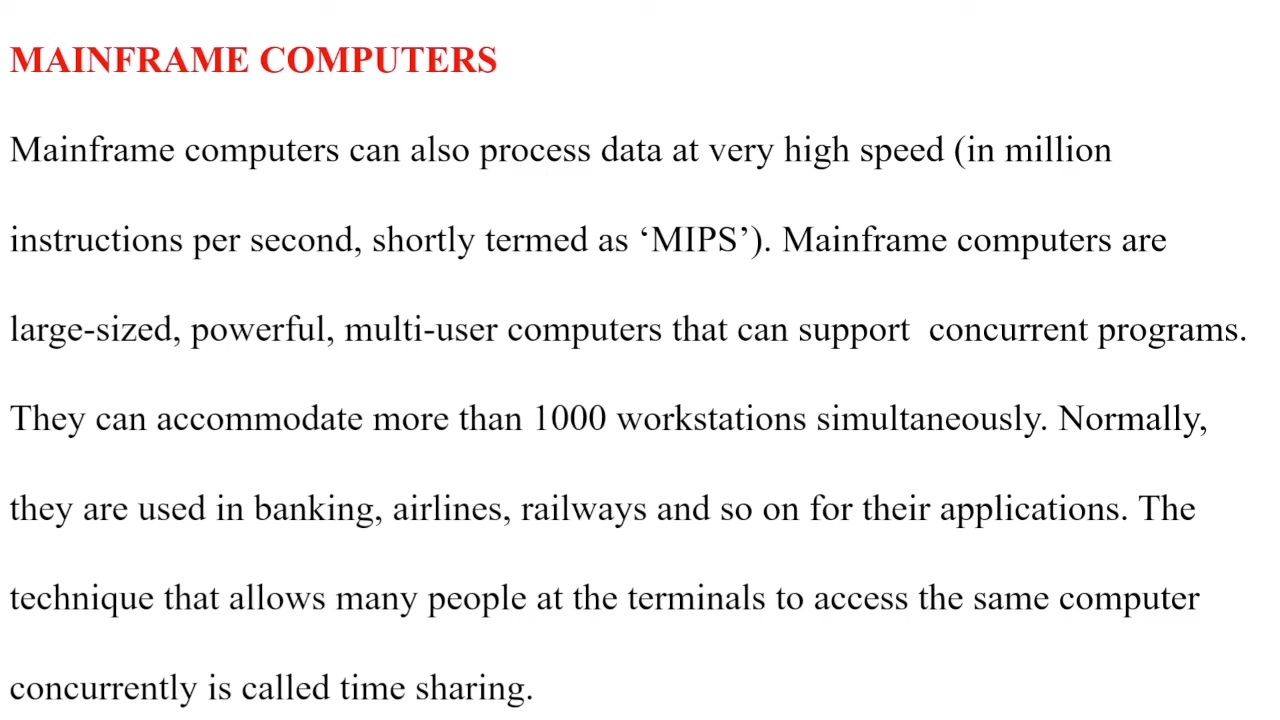 MAINFRAME COMPUTERS
Mainframe computers can also process data at very high speed (in million
instructions per second, shortly termed as ‘MIPS’). Mainframe computers are
large-sized, powerful, multi-user computers that can support  concurrent programs.
They can accommodate more than 1000 workstations simultaneously. Normally,
they are used in banking, airlines, railways and so on for their applications. The
technique that allows many people at the terminals to access the same computer
concurrently is called time sharing.